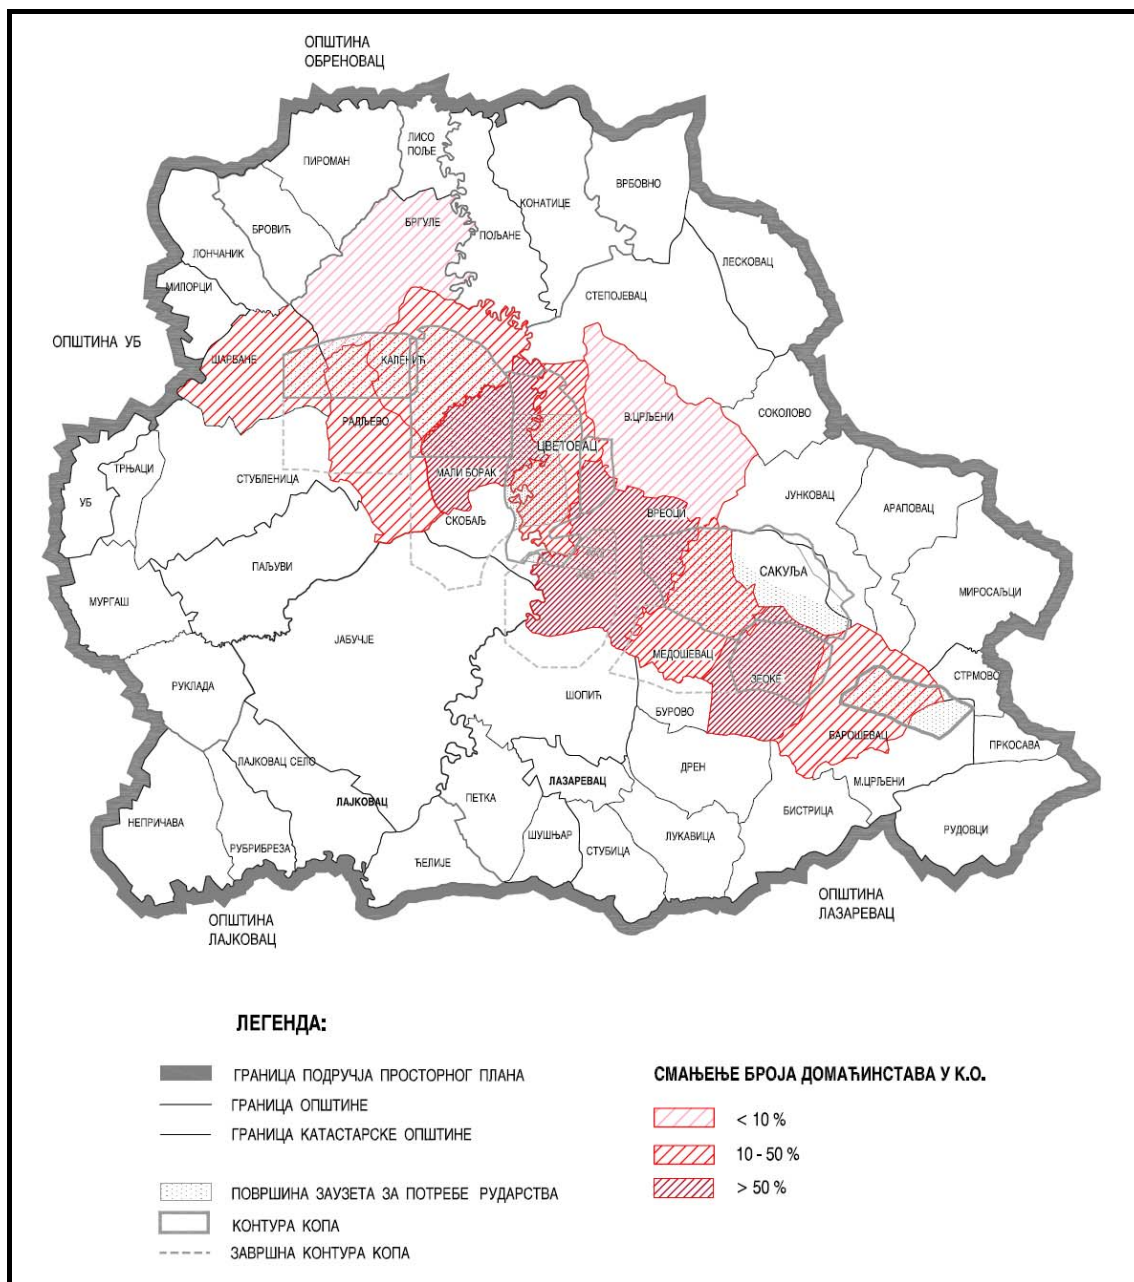 ОПШТИНА
ОБРЕНОВАЦ
ЛИСО
ПОЉЕ
ПИРОМАН
ВРБОВНО
КОНАТИЦЕ
БРГУЛЕ
БРОВИЋ
ПОЉАНЕ
ЛОНЧАНИК
ЛЕСКОВАЦ
МИЛОРЦИ
СТЕПОЈЕВАЦ
ОПШТИНА УБ
ШАРБАНЕ
КАЛЕНИЋ
СОКОЛОВО
В.ЦРЉЕНИ
РАДЉЕВО
ЦВЕТОВАЦ
ТРЊАЦИ
МАЛИ БОРАК
СТУБЛЕНИЦА
УБ
ЈУНКОВАЦ
АРАПОВАЦ
ВРЕОЦИ
СКОБАЉ
ПАЉУВИ
САКУЉА
МИРОСАЉЦИ
МУРГАШ
ЈАБУЧЈЕ
МЕДОШЕВАЦ
СТРМОВО
ЗЕОКЕ
РУКЛАДА
ШОПИЋ
БУРОВО
БАРОШЕВАЦ
ПРКОСАВА
ЛАЈКОВАЦ СЕЛО
ДРЕН
ЛАЗАРЕВАЦ
М.ЦРЉЕНИ
ПЕТКА
ЛАЈКОВАЦ
БИСТРИЦА
НЕПРИЧАВА
РУДОВЦИ
ШУШЊАР
ЛУКАВИЦА
РУБРИБРЕЗА
СТУБИЦА
ЋЕЛИЈЕ
ОПШТИНА
ЛАЗАРЕВАЦ
ОПШТИНА
ЛАЈКОВАЦ
ЛЕГЕНДА:
ГРАНИЦА ПОДРУЧЈА ПРОСТОРНОГ ПЛАНА
ГРАНИЦА ОПШТИНЕ
ГРАНИЦА КАТАСТАРСКЕ ОПШТИНЕ
ПОВРШИНА ЗАУЗЕТА ЗА ПОТРЕБЕ РУДАРСТВА
КОНТУРА КОПА
ЗАВРШНА КОНТУРА КОПА
СМАЊЕЊЕ БРОЈА ДОМАЋИНСТАВА У К.О.
< 10 %
10 - 50 %
> 50 %